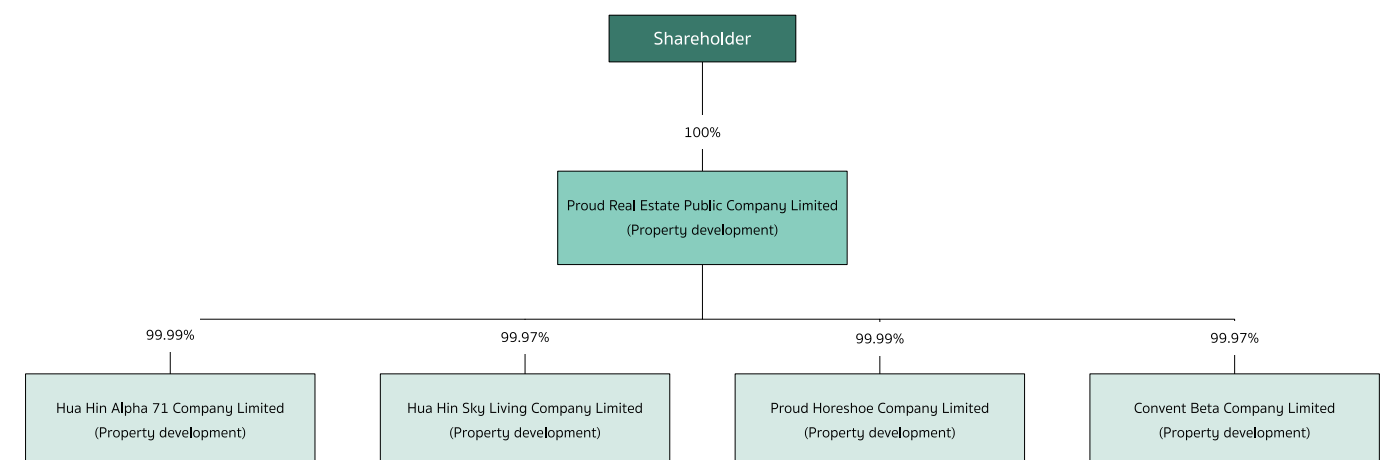 Shareholder
100%
Proud Real Estate Public Company Limited
(Property development)
99.99%
99.97%
99.99%
99.97%
Hua Hin Alpha 71 Company Limited
(Property development)
Hua Hin Sky Living Company Limited
(Property development)
Proud Horeshoe Company Limited
(Property development)
Convent Beta Company Limited
(Property development)